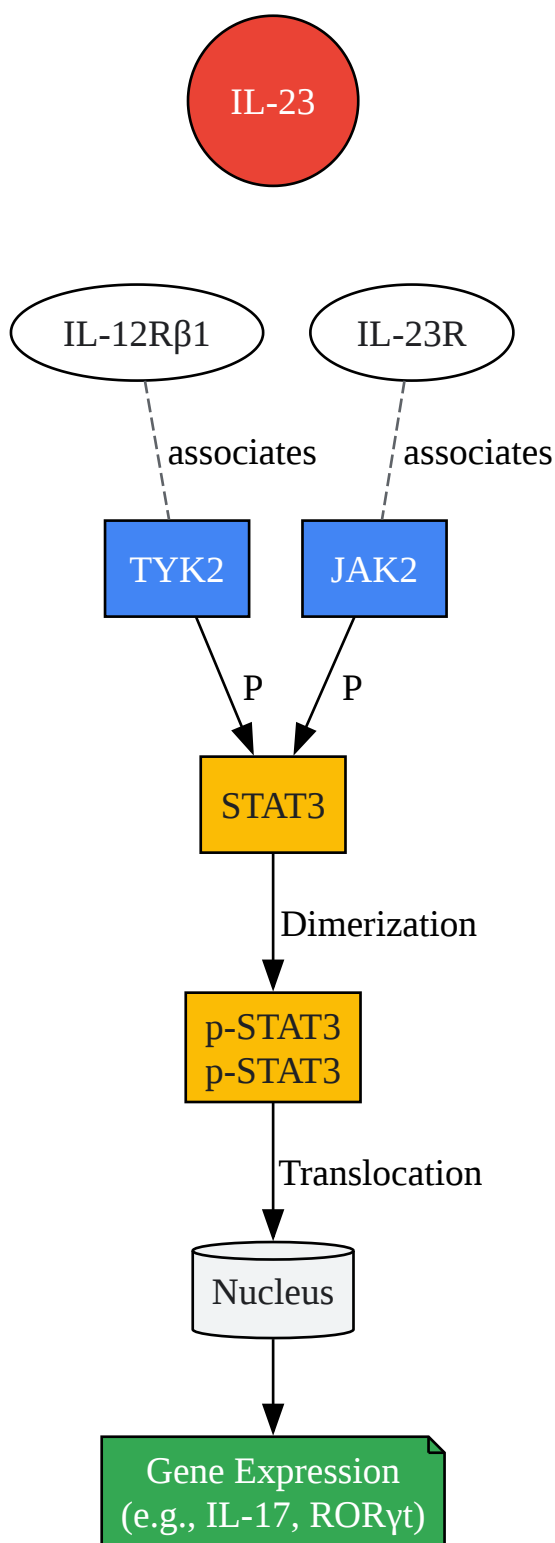 IL-23
IL-12Rβ1
IL-23R
associates
associates
TYK2
JAK2
P
P
STAT3
Dimerization
p-STAT3
p-STAT3
Translocation
Nucleus
Gene Expression
(e.g., IL-17, RORγt)